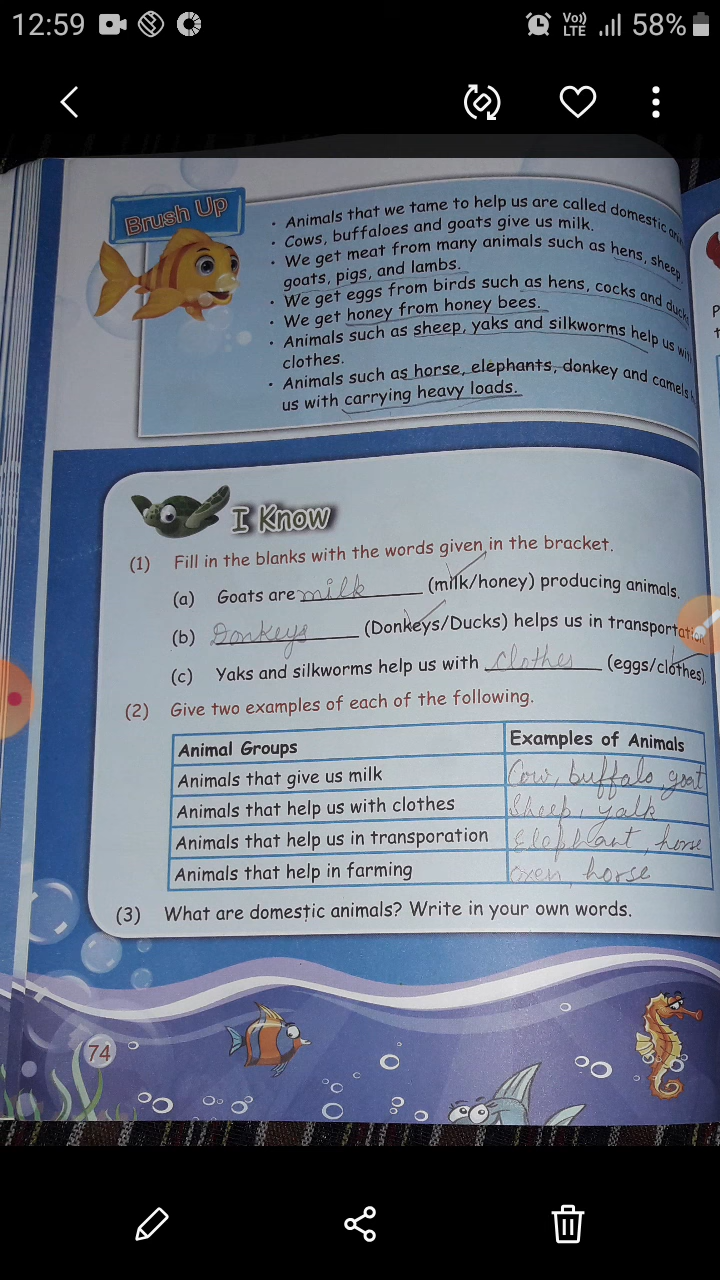 12:59
Vo)) LTE
58%
Brush Up
• Animals that we tame to help us are called domestic
• Cows, buffaloes and goats give us milk.
• We get meat from many animals such as hens, sheep,
goats, pigs, and lambs.
• We get eggs from birds such as hens, cocks and ducks
• We get honey from honey bees.
• Animals such as sheep, yaks and silkworms help us with
clothes.
• Animals such as horse, elephants, donkey and camels
us with carrying heavy loads.
I Know
(1) Fill in the blanks with the words given in the bracket.
(a) Goats are milk (milk/honey) producing animals.
(b) Donkeys (Donkeys/Ducks) helps us in transportation
(c) Yaks and silkworms help us with clothes (eggs/clothes).
(2) Give two examples of each of the following.
Animal Groups Examples of Animals
Animals that give us milk Cow, buffalo, goat
Animals that help us with clothes Sheep, yalk
Animals that help us in transporation Elephant, horse
Animals that help in farming oxen, horse
(3) What are domestic animals? Write in your own words.
74